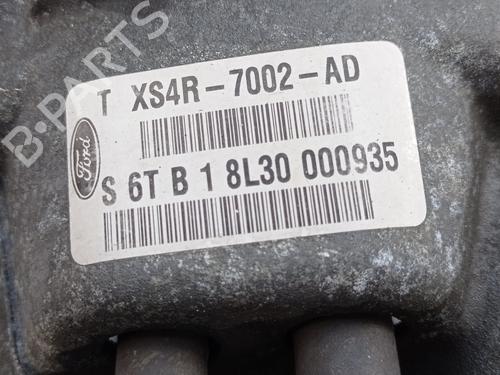 B-PARTS
T XS4R-7002-AD
Ford
S 6T B 1 8L30 000935